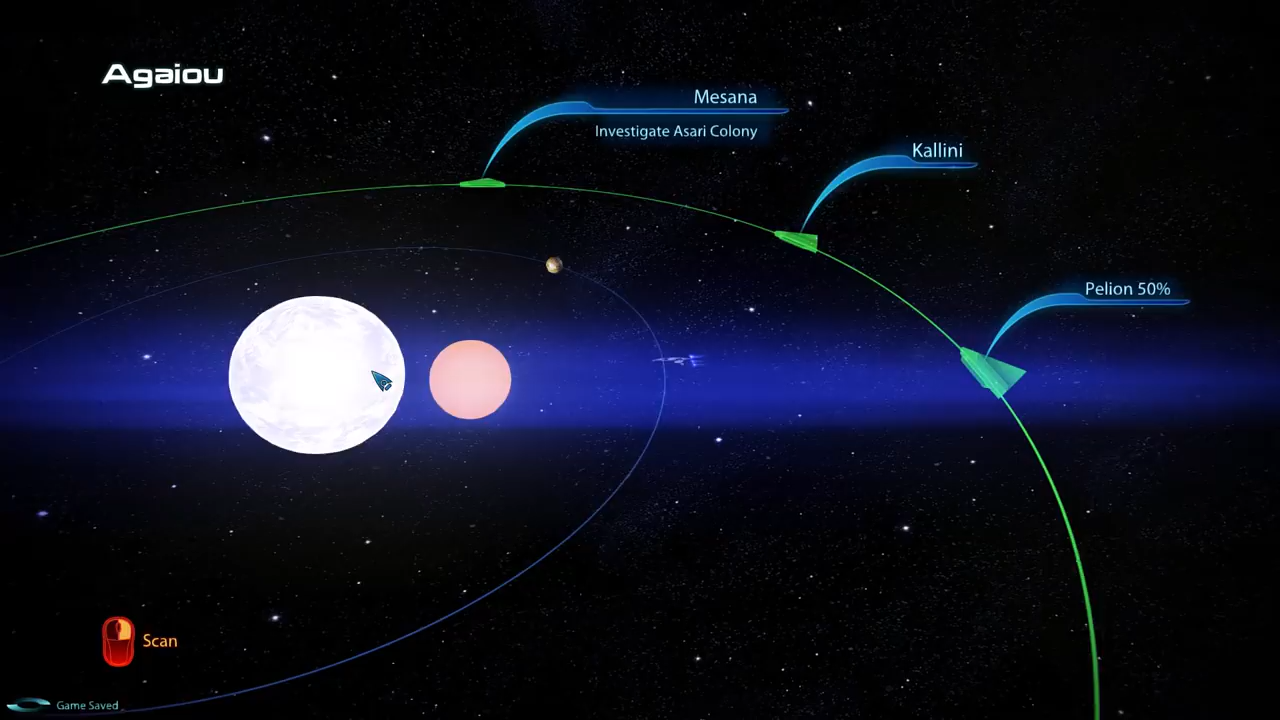 Agaiou
Mesana
Investigate Asari Colony
Kallini
Pelion 50%
Scan
Game Saved